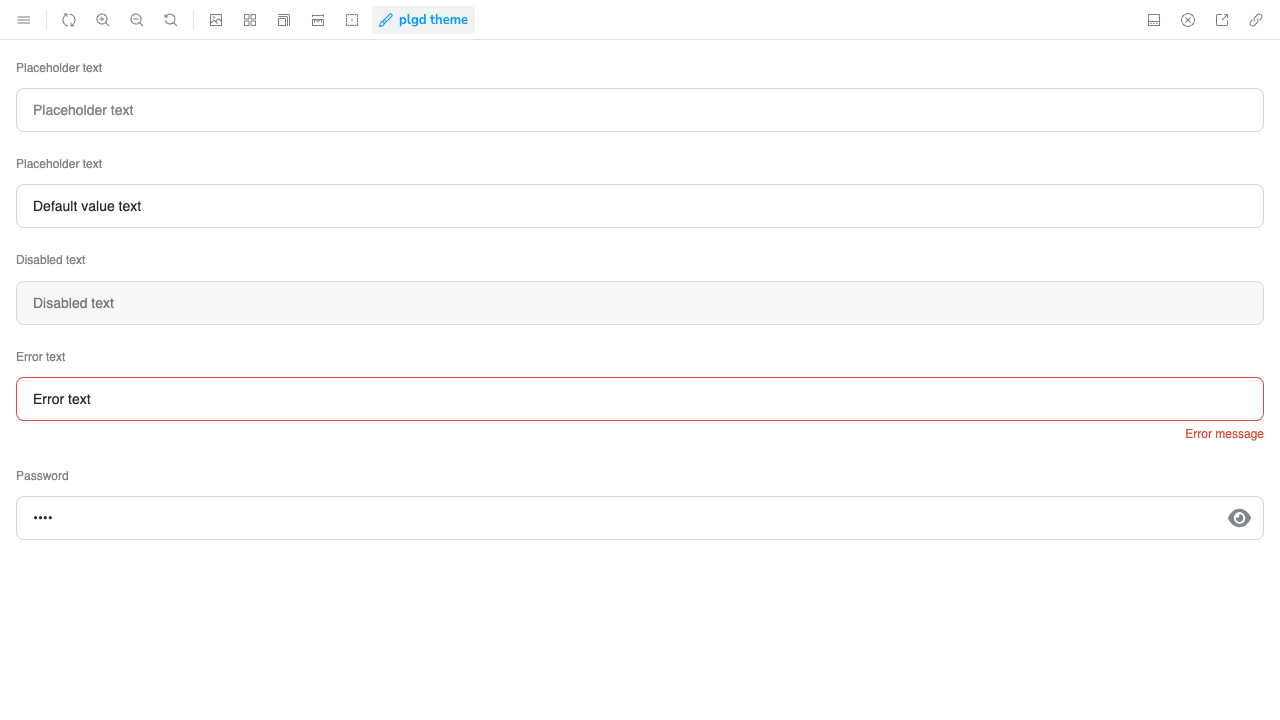 plgd theme
Placeholder text
Placeholder text
Placeholder text
Default value text
Disabled text
Disabled text
Error text
Error text
Error message
Password
••••